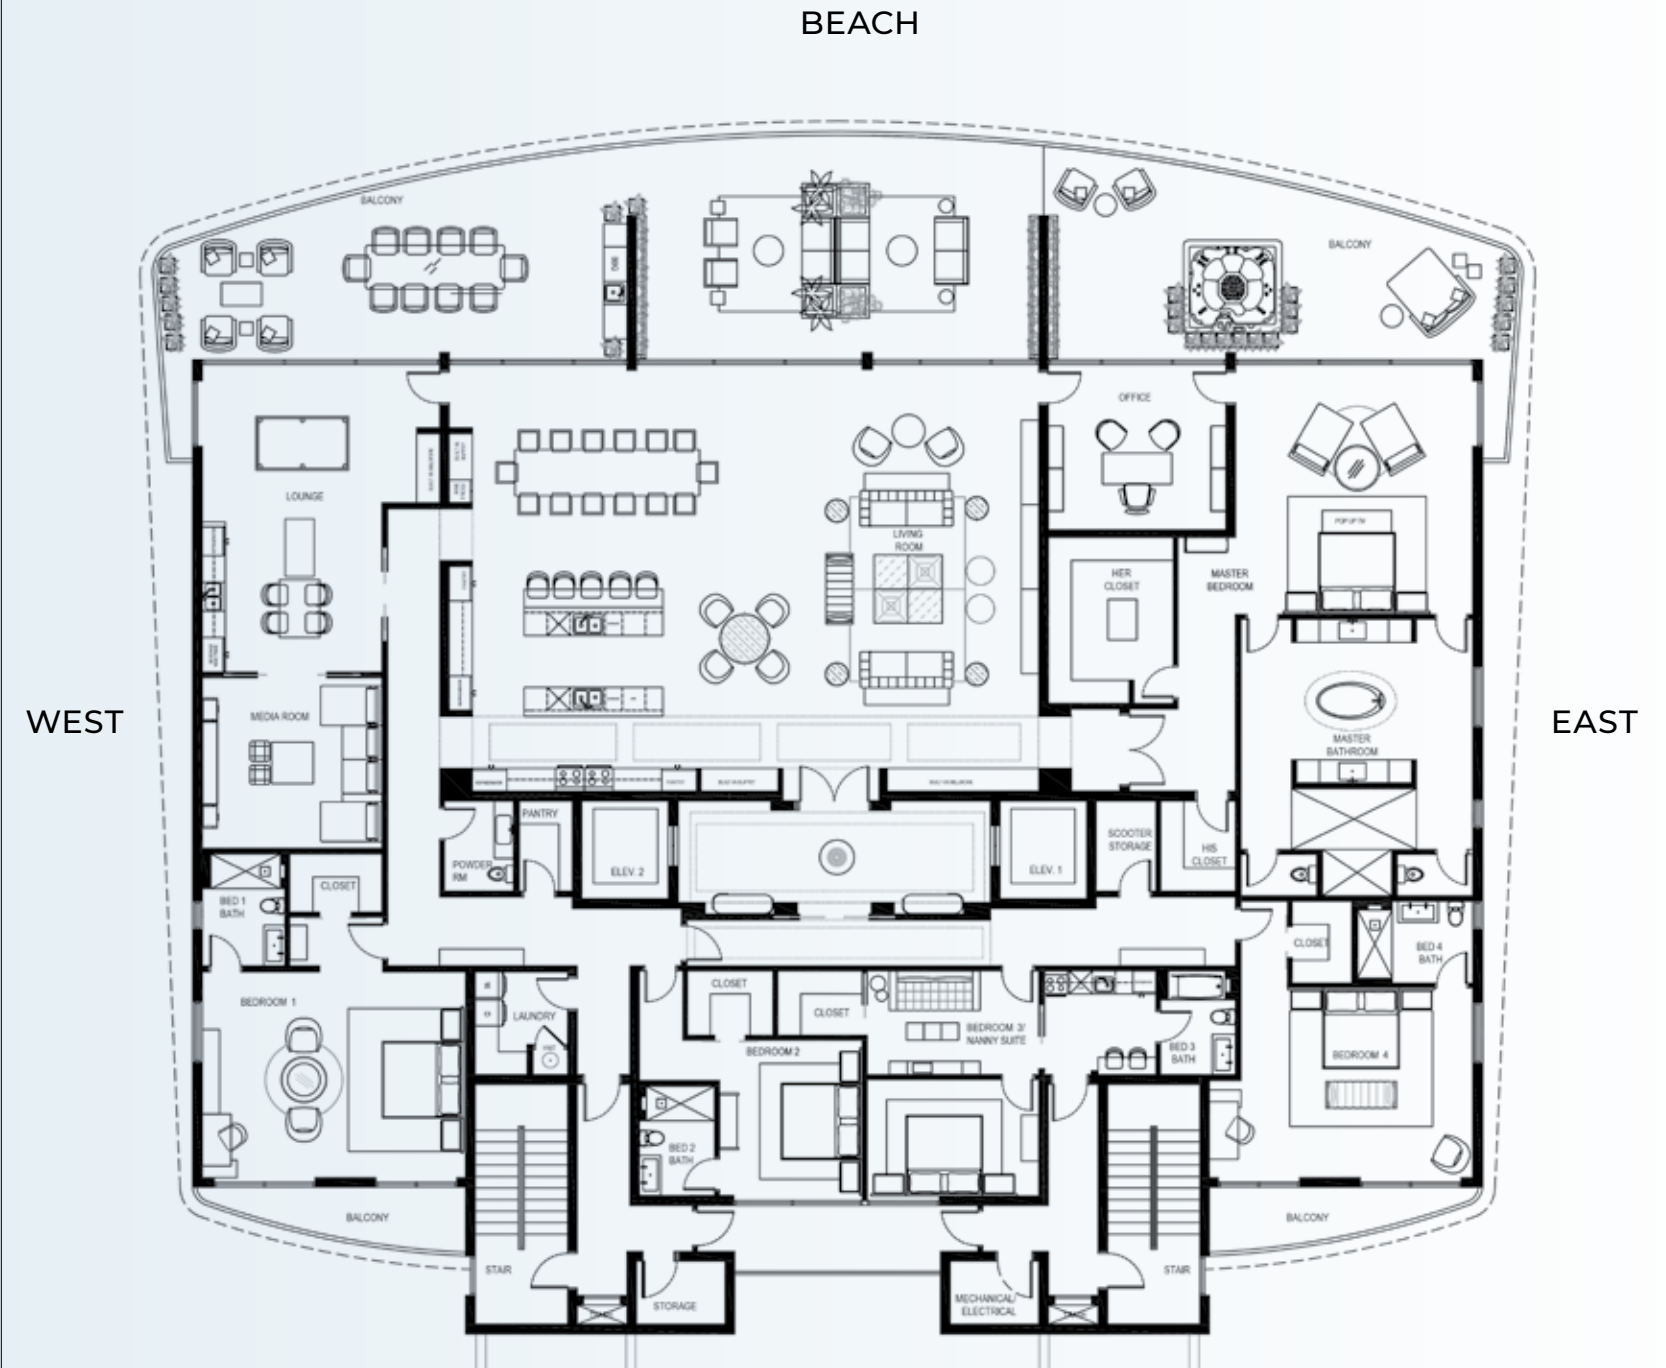 BEACH
BALCONY
BALCONY
BBQ
OFFICE
LOUNGE
LIVING
ROOM
POP UP TV
HER
CLOSET
MASTER
BEDROOM
WEST
MEDIA ROOM
EAST
MASTER
BATHROOM
PANTRY
POWDER
RM
ELEV. 2
ELEV. 1
SCOOTER
STORAGE
HIS
CLOSET
CLOSET
BED 1
BATH
CLOSET
BED 4
BATH
BEDROOM 1
CLOSET
CLOSET
LAUNDRY
BEDROOM 3/
NANNY SUITE
BEDROOM 2
BED 3
BATH
BEDROOM 4
BED 2
BATH
BALCONY
BALCONY
STAIR
STAIR
STORAGE
MECHANICAL/
ELECTRICAL